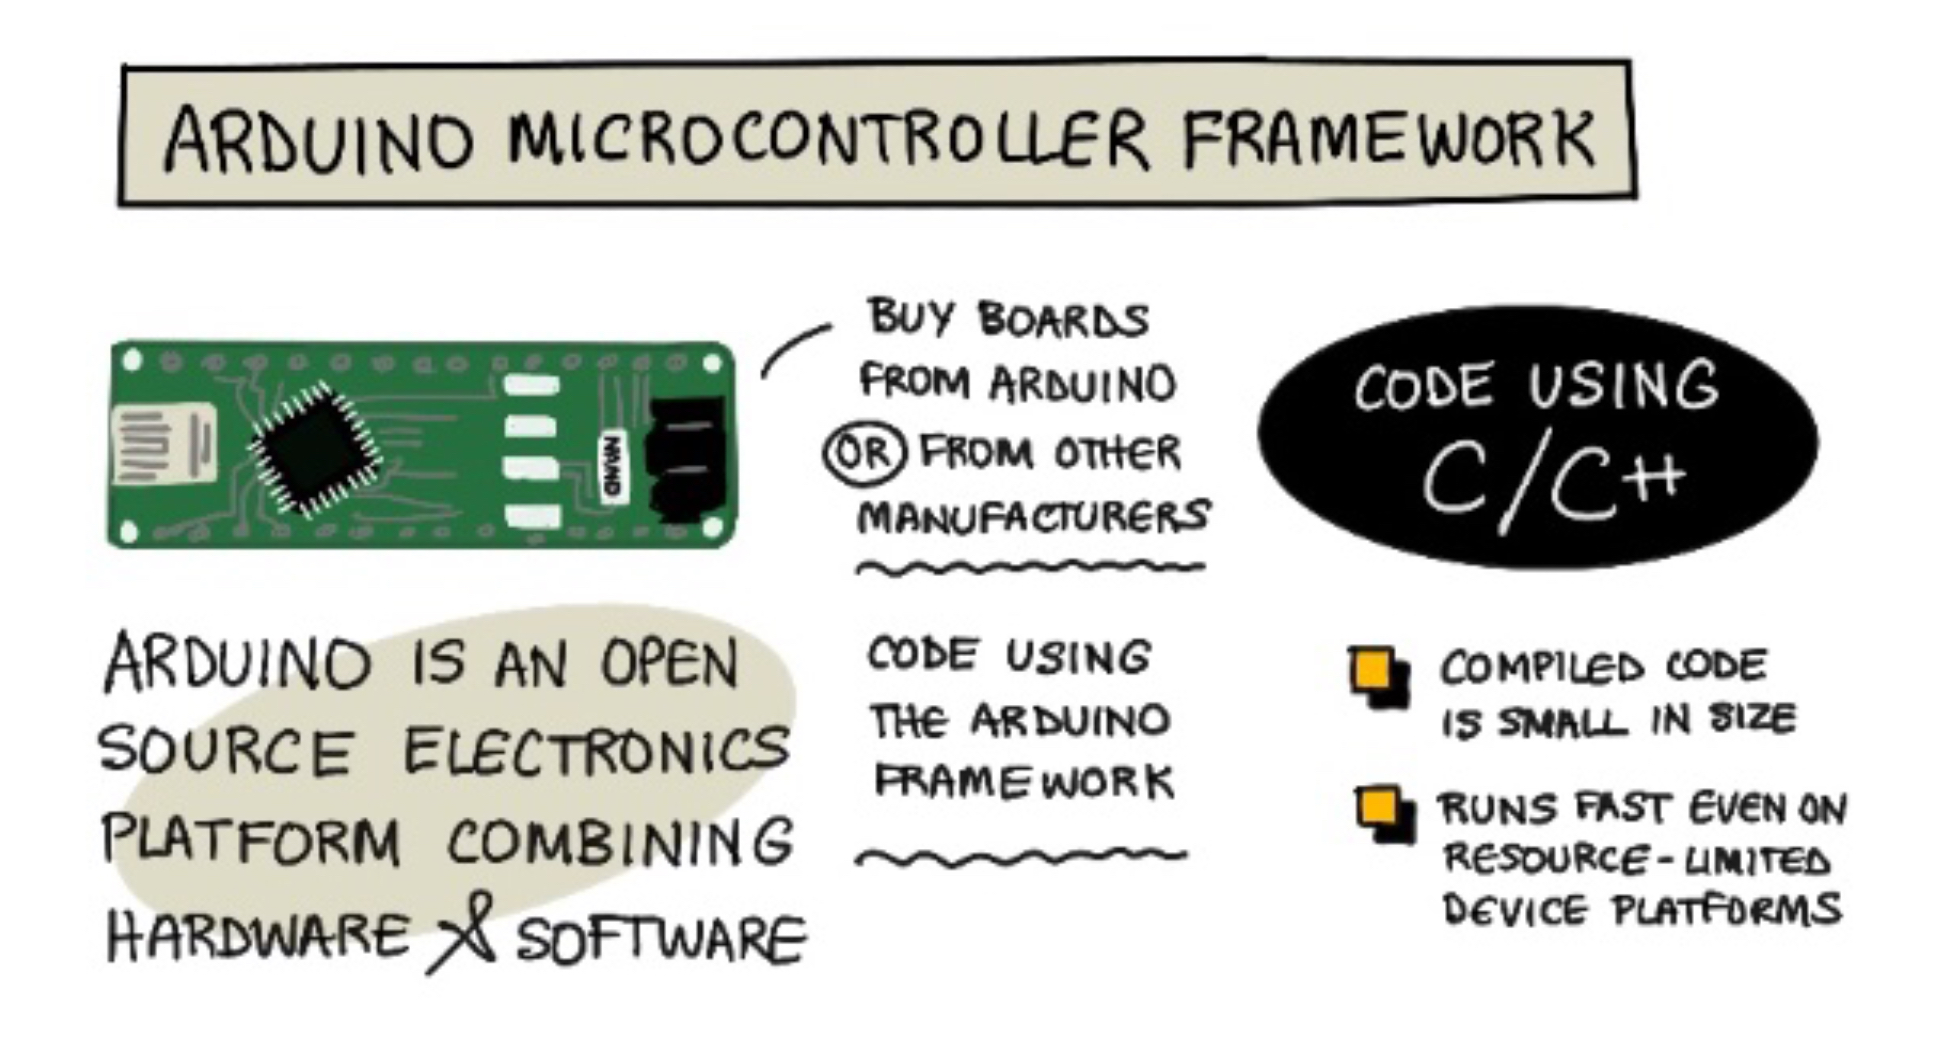 ARDUINO MICROCONTROLLER FRAMEWORK
BUY BOARDS
FROM ARDUINO
OR FROM OTHER
MANUFACTURERS
CODE USING
THE ARDUINO
FRAMEWORK
CODE USING
C/C++
ARDUINO IS AN OPEN
SOURCE ELECTRONICS
PLATFORM COMBINING
HARDWARE & SOFTWARE
COMPILED CODE
IS SMALL IN SIZE
RUNS FAST EVEN ON
RESOURCE-LIMITED
DEVICE PLATFORMS